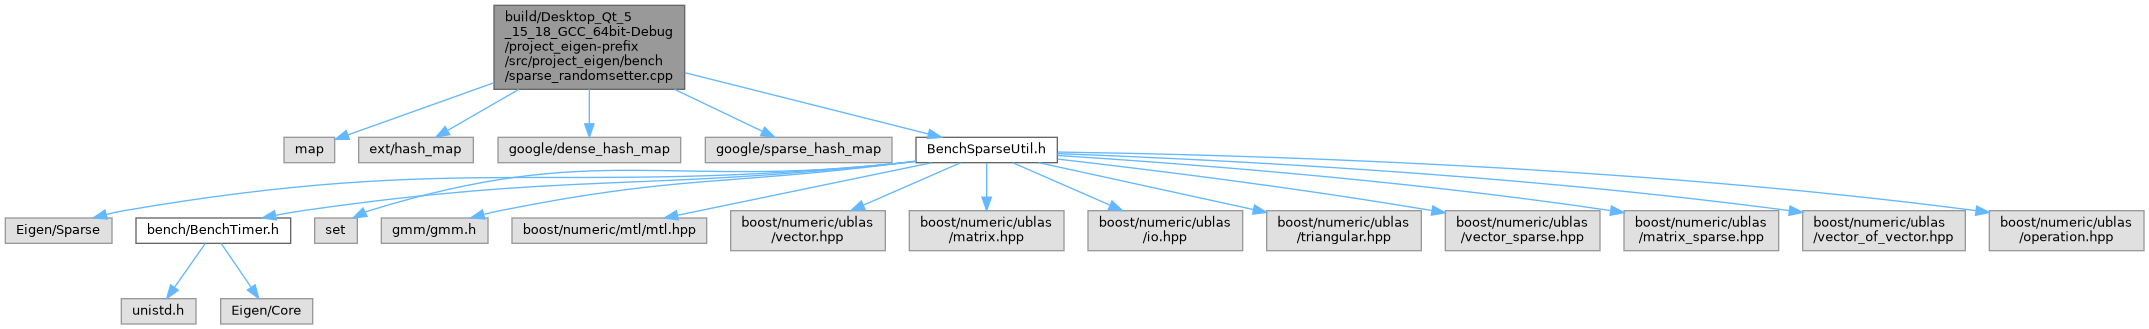 build/Desktop_Qt_5
_15_18_GCC_64bit-Debug
/project_eigen-prefix
/src/project_eigen/bench
/sparse_randomsetter.cpp
map
ext/hash_map
google/dense_hash_map
google/sparse_hash_map
BenchSparseUtil.h
Eigen/Sparse
bench/BenchTimer.h
set
gmm/gmm.h
boost/numeric/mtl/mtl.hpp
boost/numeric/ublas
/vector.hpp
boost/numeric/ublas
/matrix.hpp
boost/numeric/ublas
/io.hpp
boost/numeric/ublas
/triangular.hpp
boost/numeric/ublas
/vector_sparse.hpp
boost/numeric/ublas
/matrix_sparse.hpp
boost/numeric/ublas
/vector_of_vector.hpp
boost/numeric/ublas
/operation.hpp
unistd.h
Eigen/Core